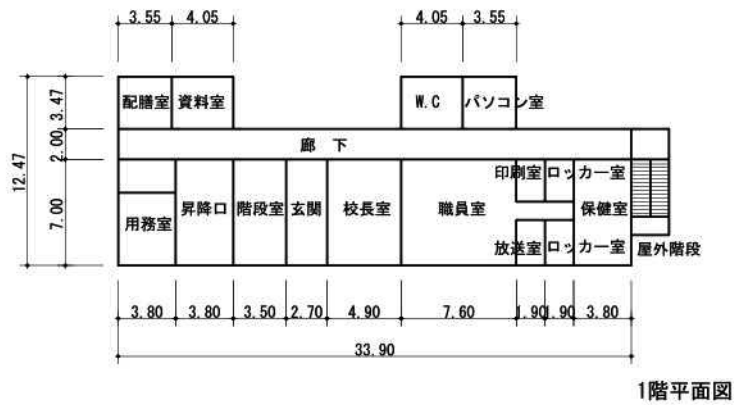 3.55 4.05 4.05 3.55
配膳室 資料室 W.C パソコン室
3.47
2.00
12.47
7.00
廊 下
印刷室 ロッカー室
用務室 昇降口 階段室 玄関 校長室 職員室 保健室
放送室 ロッカー室 屋外階段
3.80 3.80 3.50 2.70 4.90 7.60 1.90 1.90 3.80
33.90
1階平面図